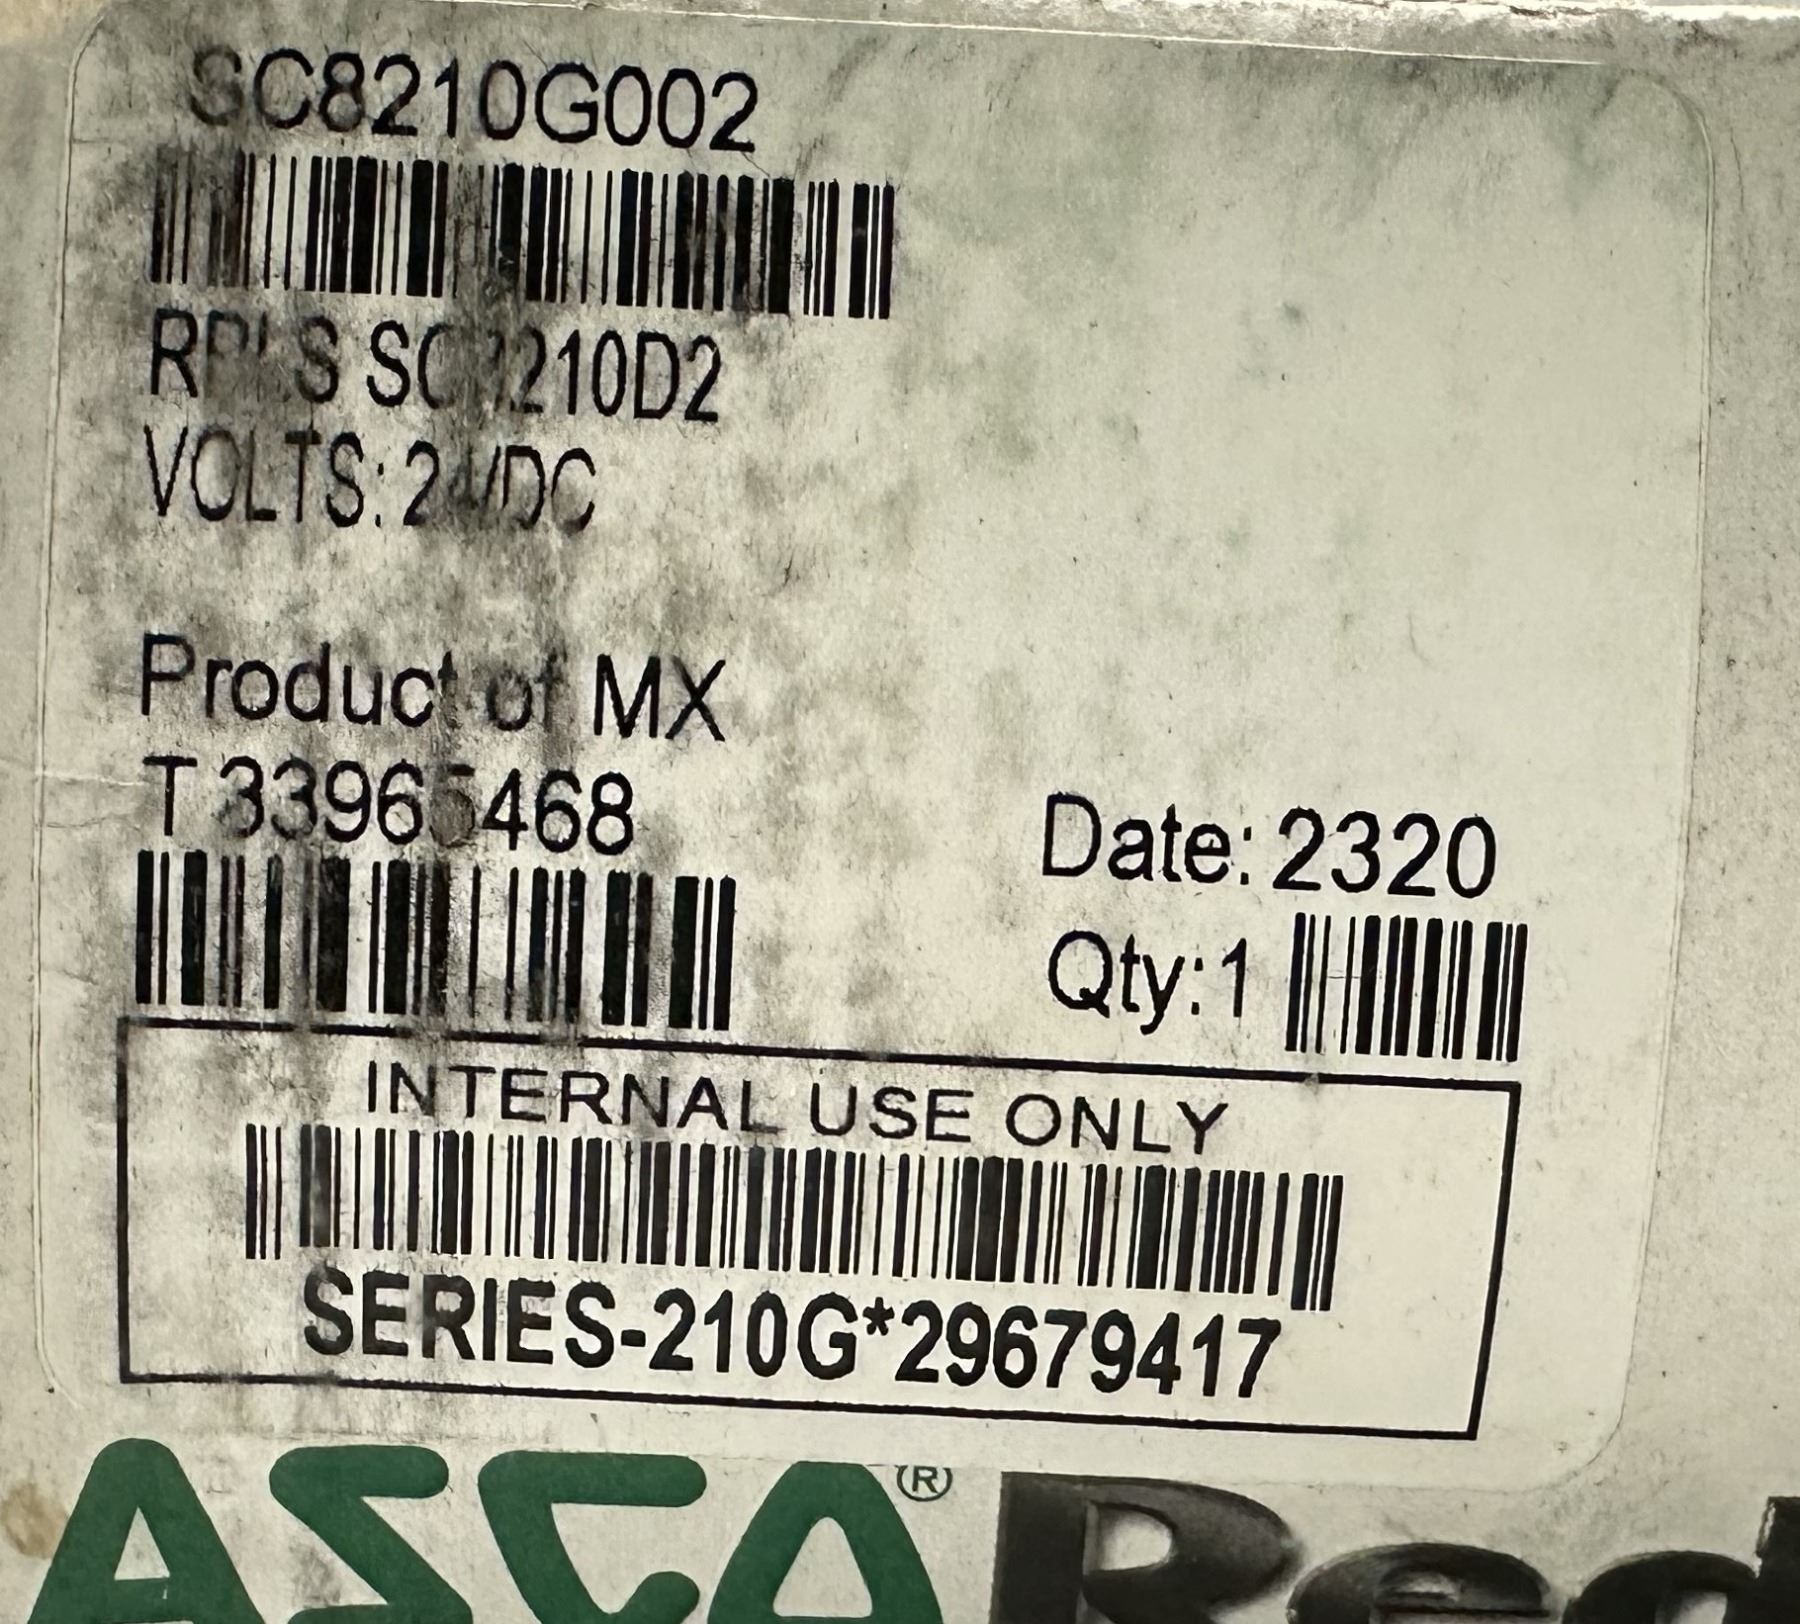 SC8210G002
RPLS SC8210D2
VOLTS: 24/DC
Product of MX
T 33965468
Date: 2320
Qty: 1
INTERNAL USE ONLY
SERIES-210G*29679417
ASCA®